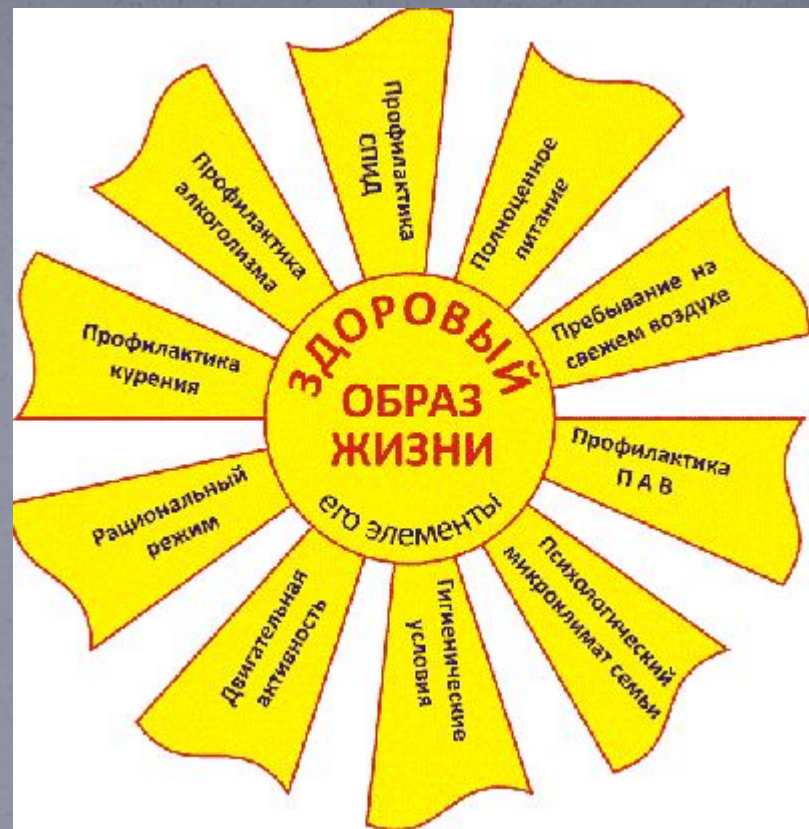 ЗДОРОВЫЙ
ОБРАЗ
ЖИЗНИ
его элементы
Профилактика
СПИД
Полноценное
питание
Пребывание на
свежем воздухе
Профилактика
П А В
Психологический
микроклимат семьи
Гигиенические
условия
Двигательная
активность
Рациональный
режим
Профилактика
курения
Профилактика
алкоголизма